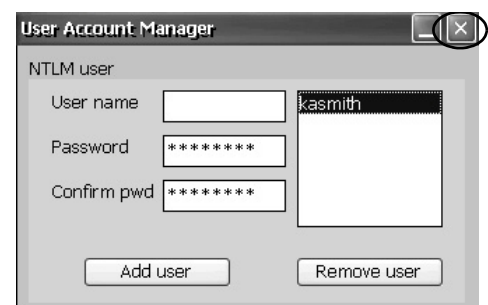 User Account Manager
NTLM user
User name
kasmith
Password ********
Confirm pwd ********
Add user Remove user